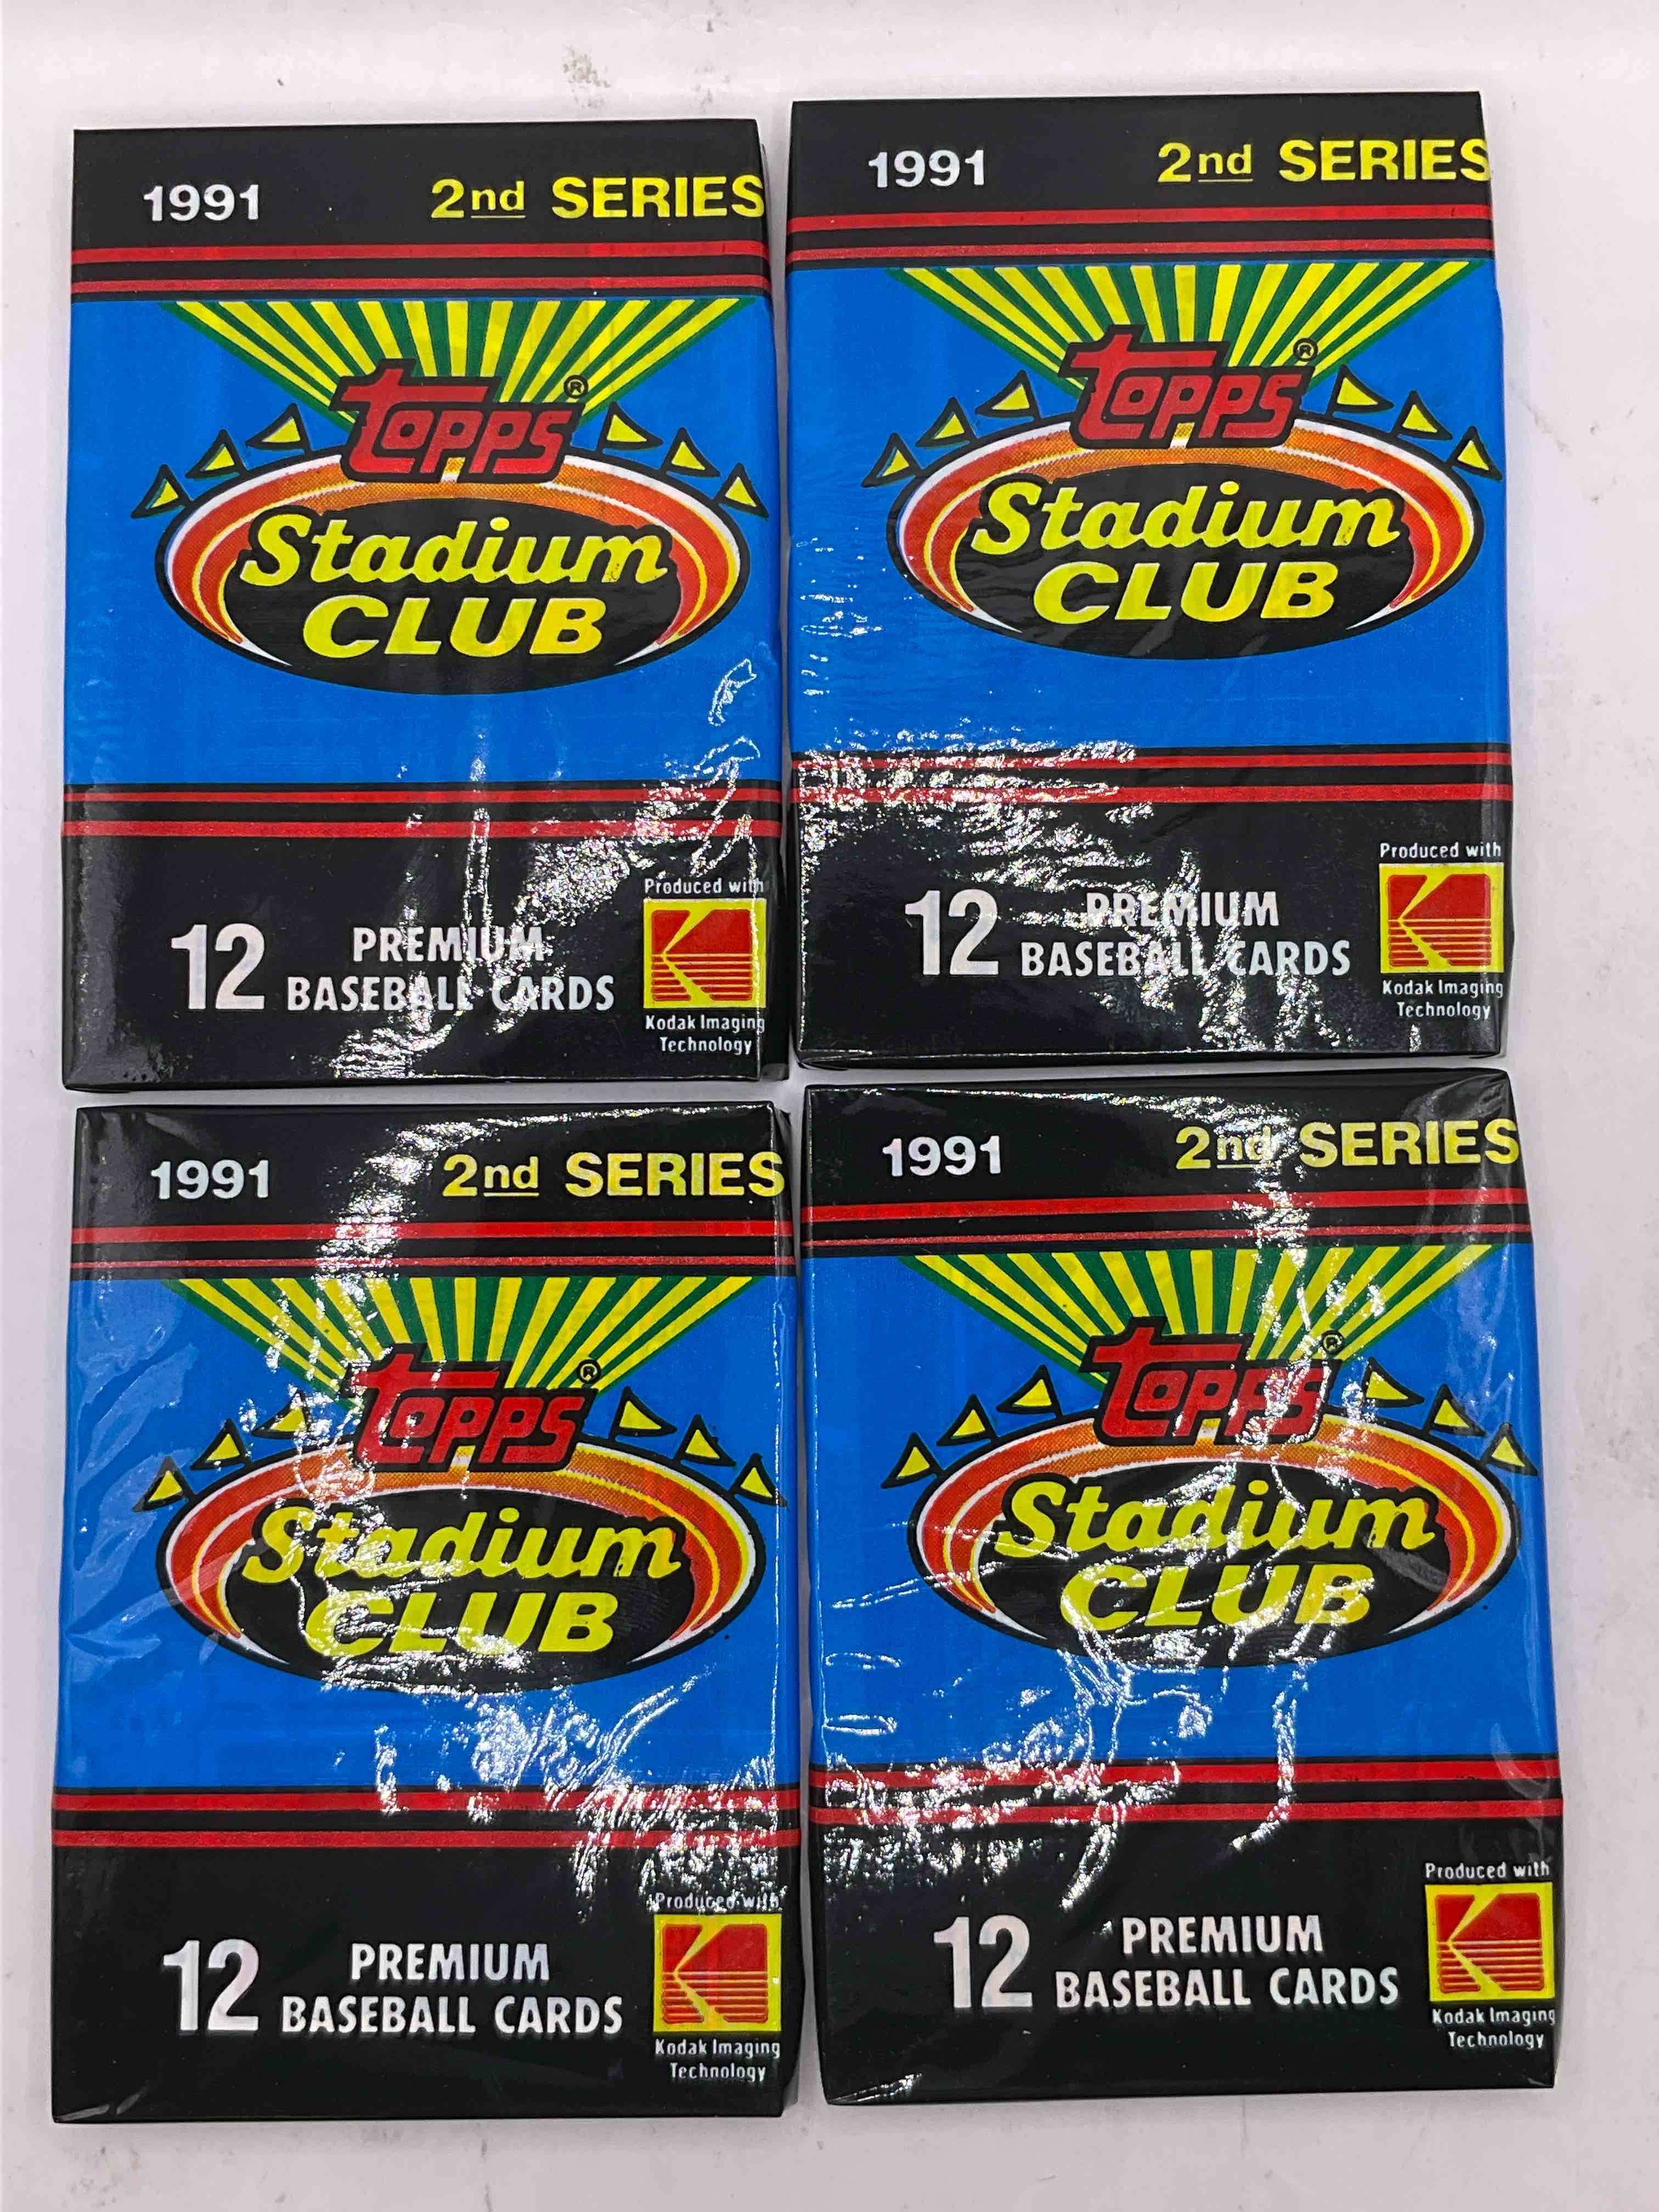 1991 2nd SERIES
Topps®
Stadium
CLUB
Produced with
12 PREMIUM
BASEBALL CARDS
Kodak Imaging
Technology
1991 2nd SERIES
Topps®
Stadium
CLUB
Produced with
12 PREMIUM
BASEBALL CARDS
Kodak Imaging
Technology
1991 2nd SERIES
Topps®
Stadium
CLUB
Produced with
12 PREMIUM
BASEBALL CARDS
Kodak Imaging
Technology
1991 2nd SERIES
Topps®
Stadium
CLUB
Produced with
12 PREMIUM
BASEBALL CARDS
Kodak Imaging
Technology